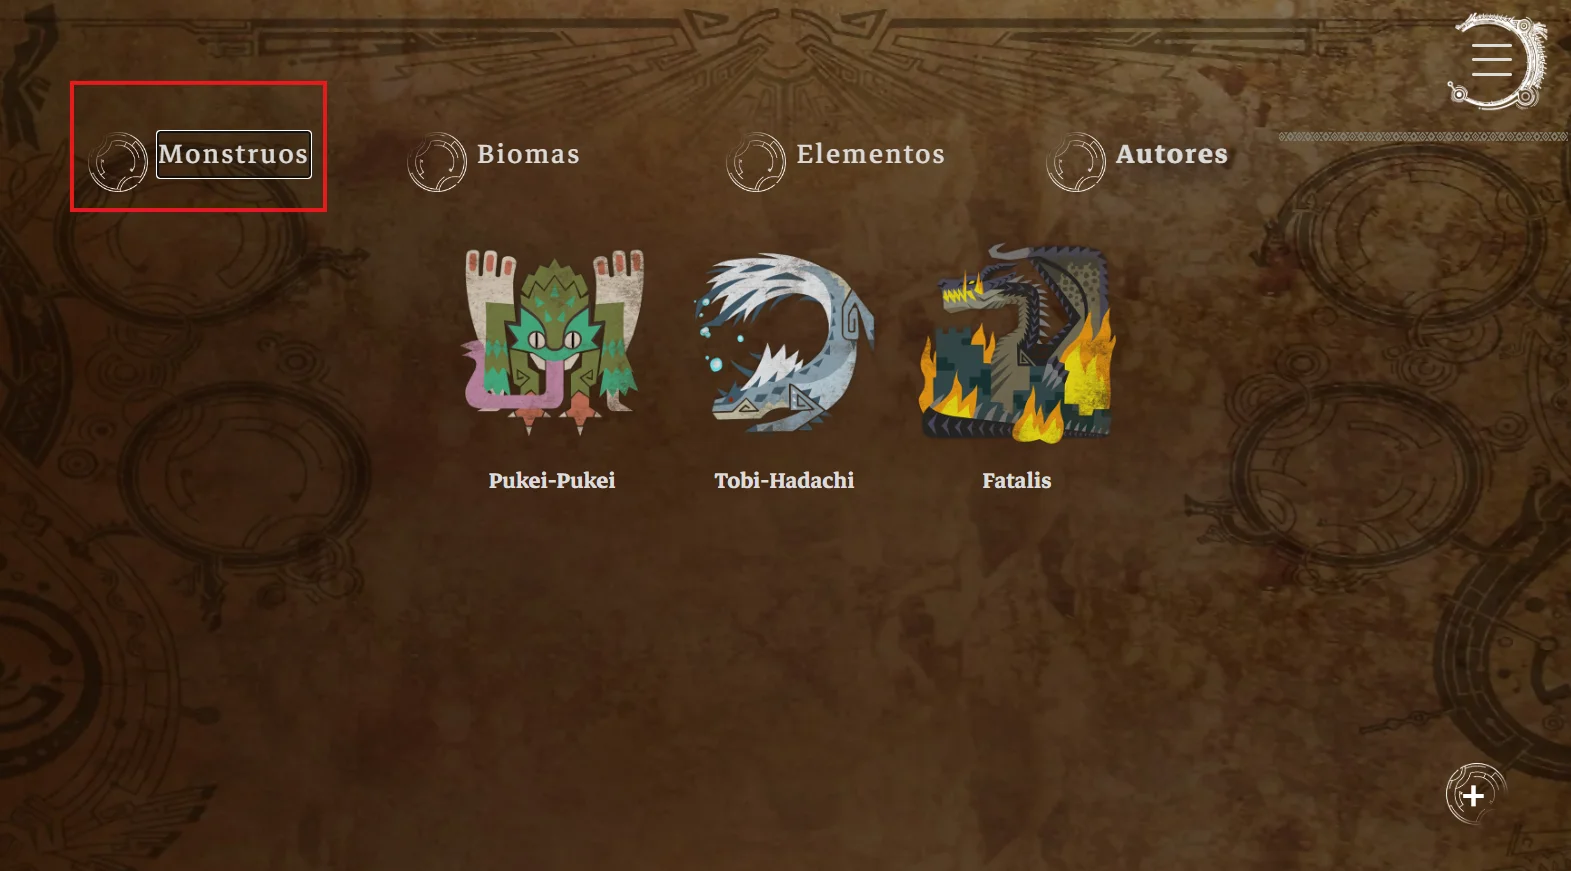 Monstruos
Biomas
Elementos
Autores
Pukei-Pukei
Tobi-Hadachi
Fatalis